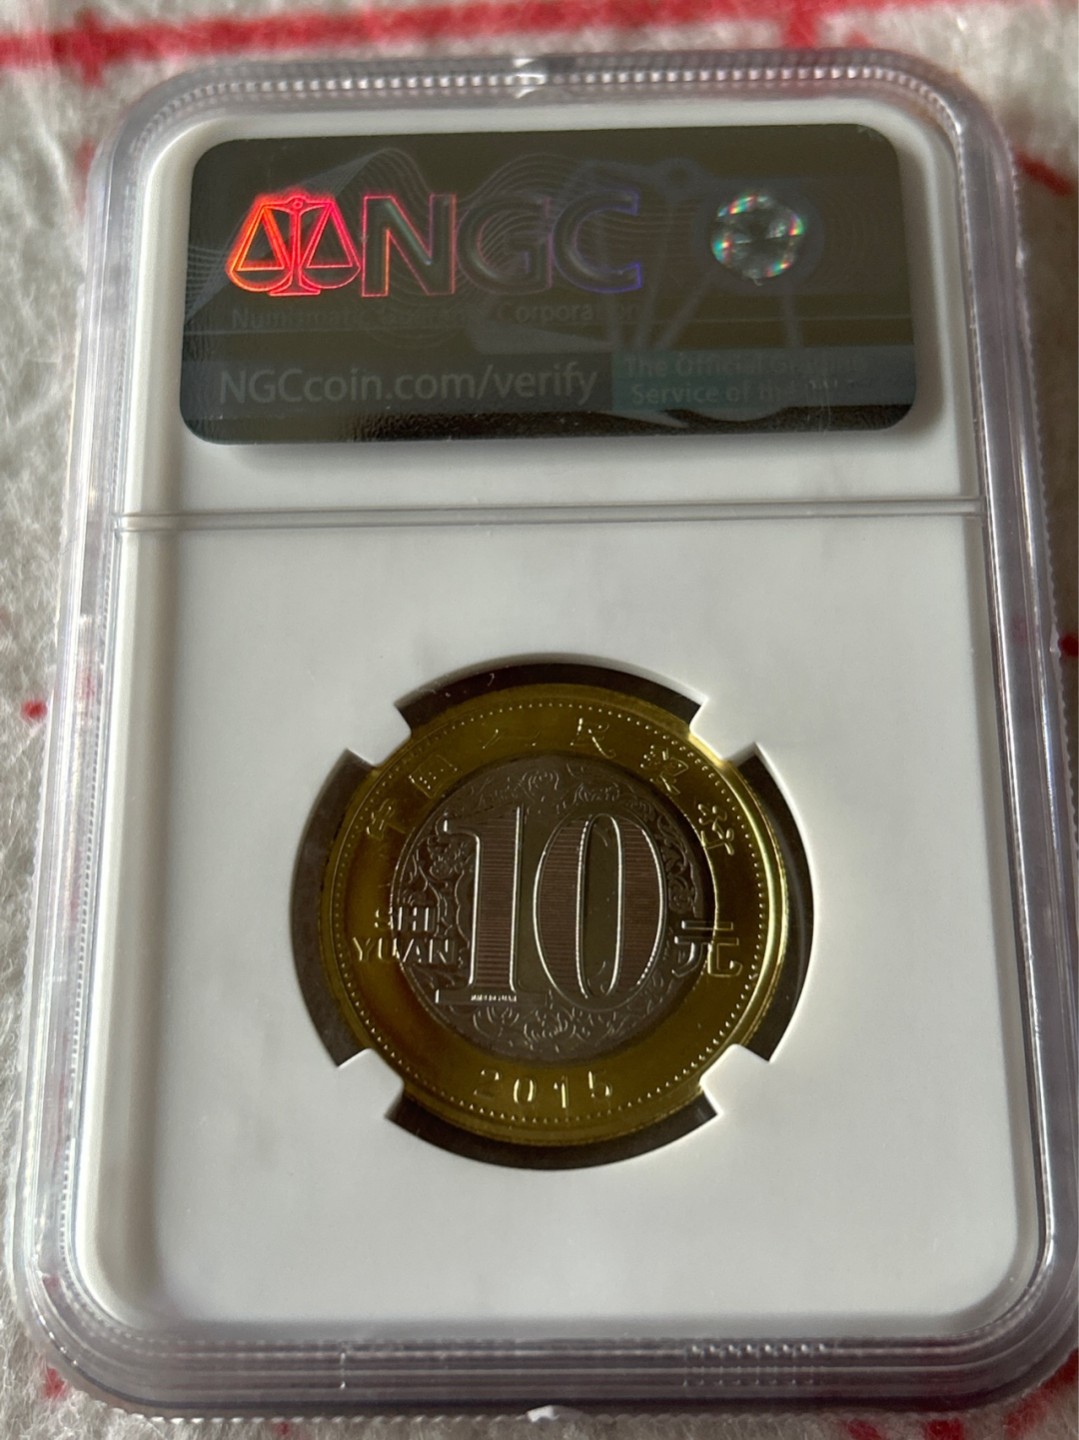 NGC
Numismatic Guaranty Corporation
NGCcoin.com/verify
The Official Grading
Service of the
中国人民银行
10
SHI
YUAN
元
2015